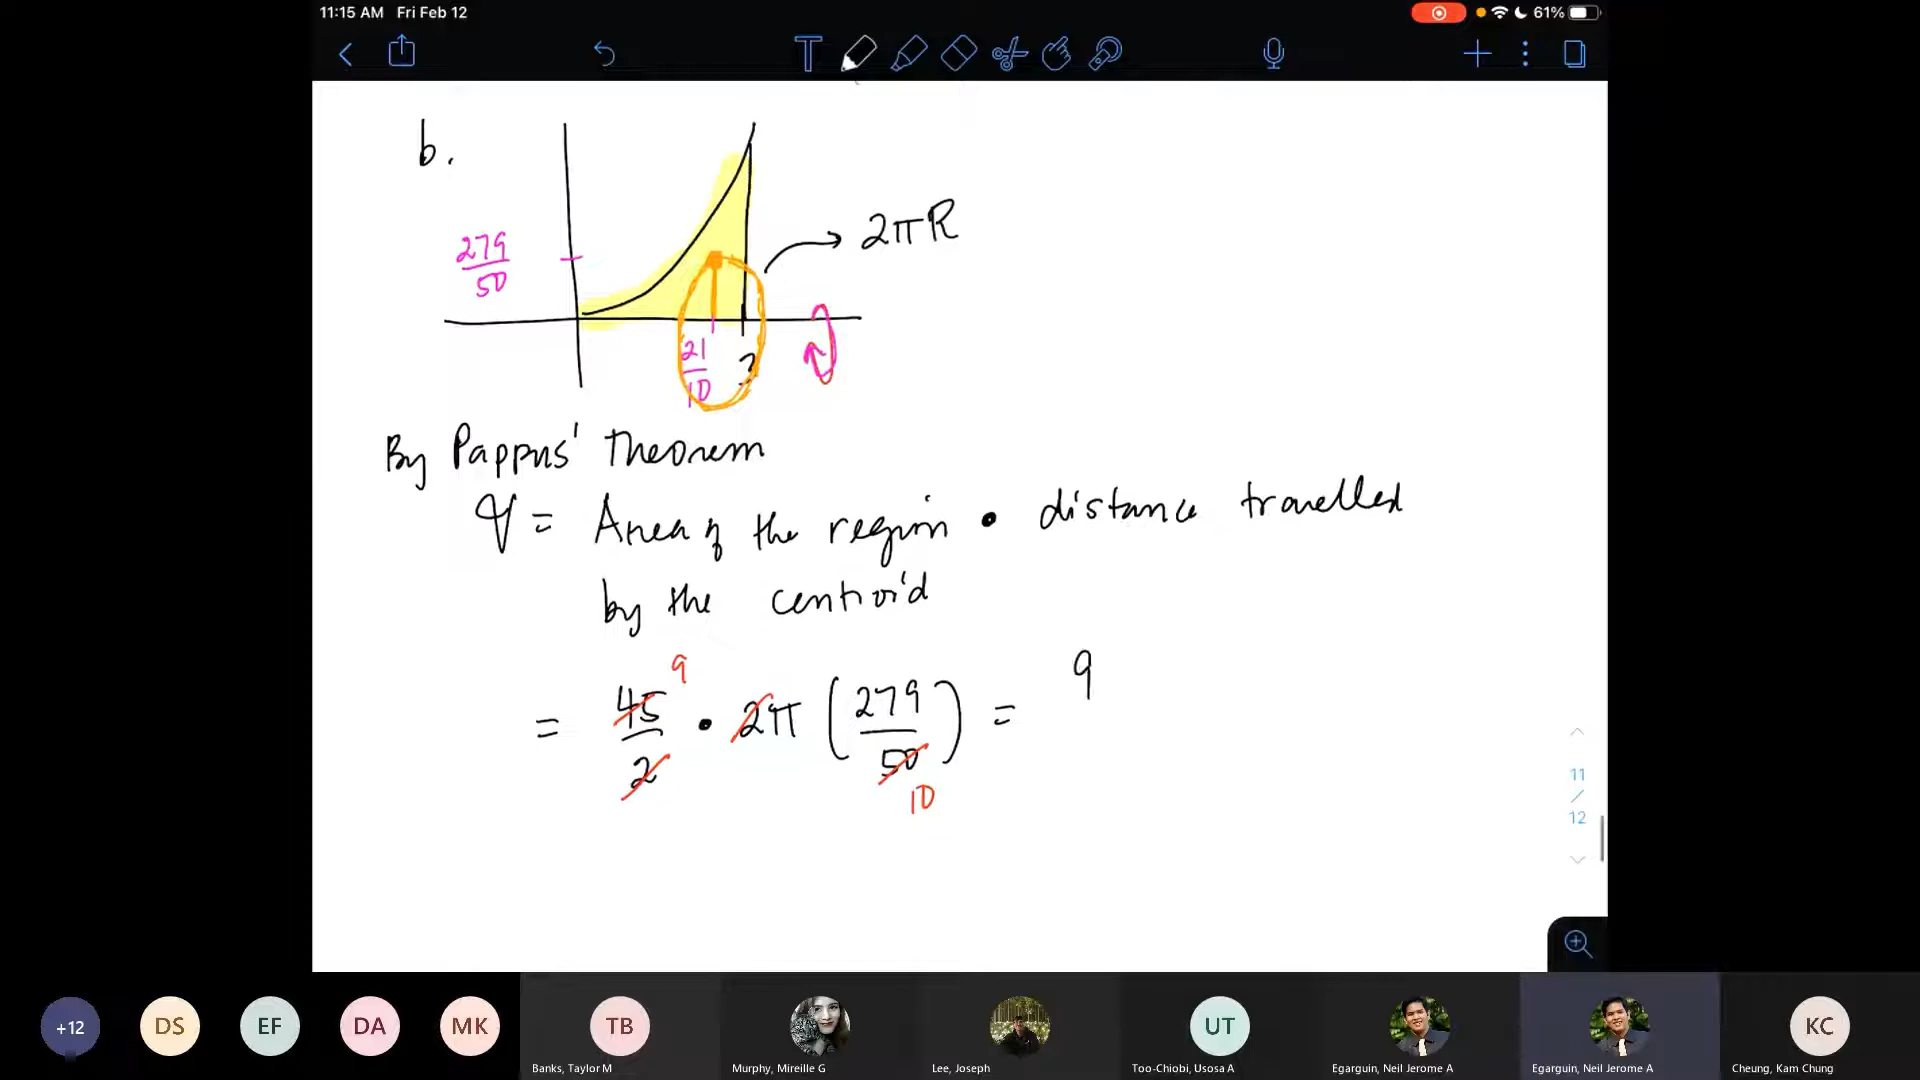 11:15 AM Fri Feb 12
61%
T
b.
279
50
2πR
21
10
3
By Pappus' Theorem
V = Area of the region • distance travelled
by the centroid
9
= 45/2 • 2π (279/50) = 9
10
11
/
12
+12
DS
EF
DA
MK
TB
UT
KC
Banks, Taylor M
Murphy, Mireille G
Lee, Joseph
Too-Chiobi, Usosa A
Egarguin, Neil Jerome A
Egarguin, Neil Jerome A
Cheung, Kam Chung